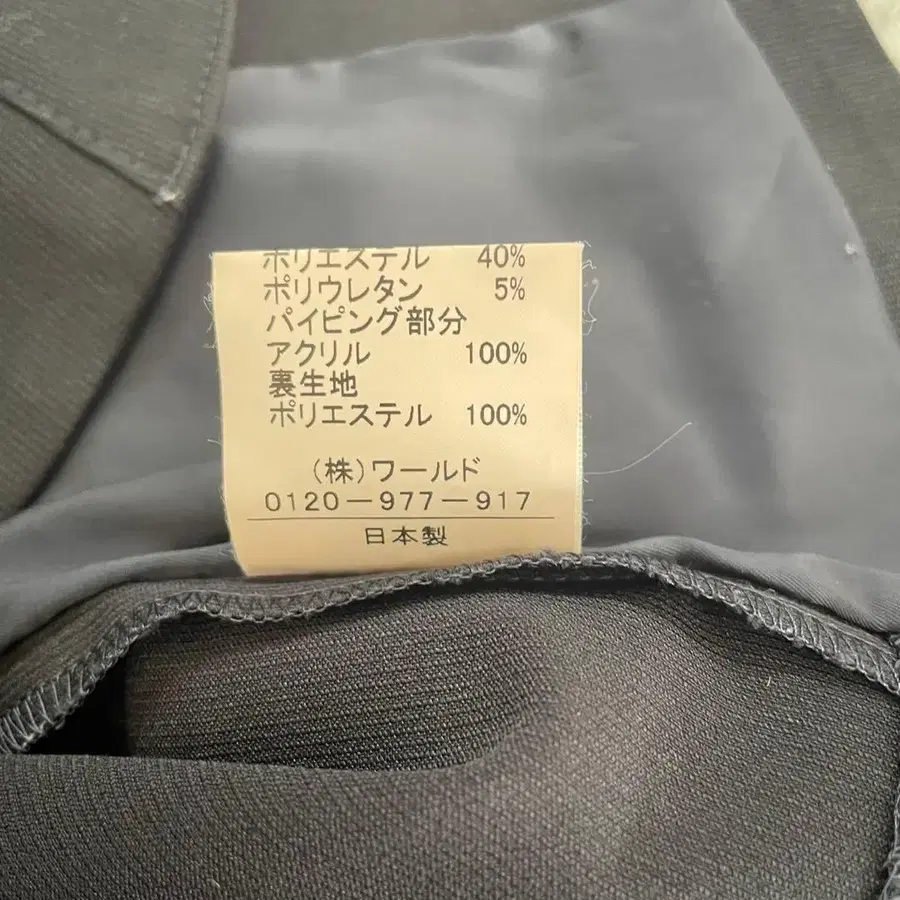 ポリエステル 40%
ポリウレタン 5%
パイピング部分
アクリル 100%
裏生地
ポリエステル 100%
(株)ワールド
0120-977-917
日本製